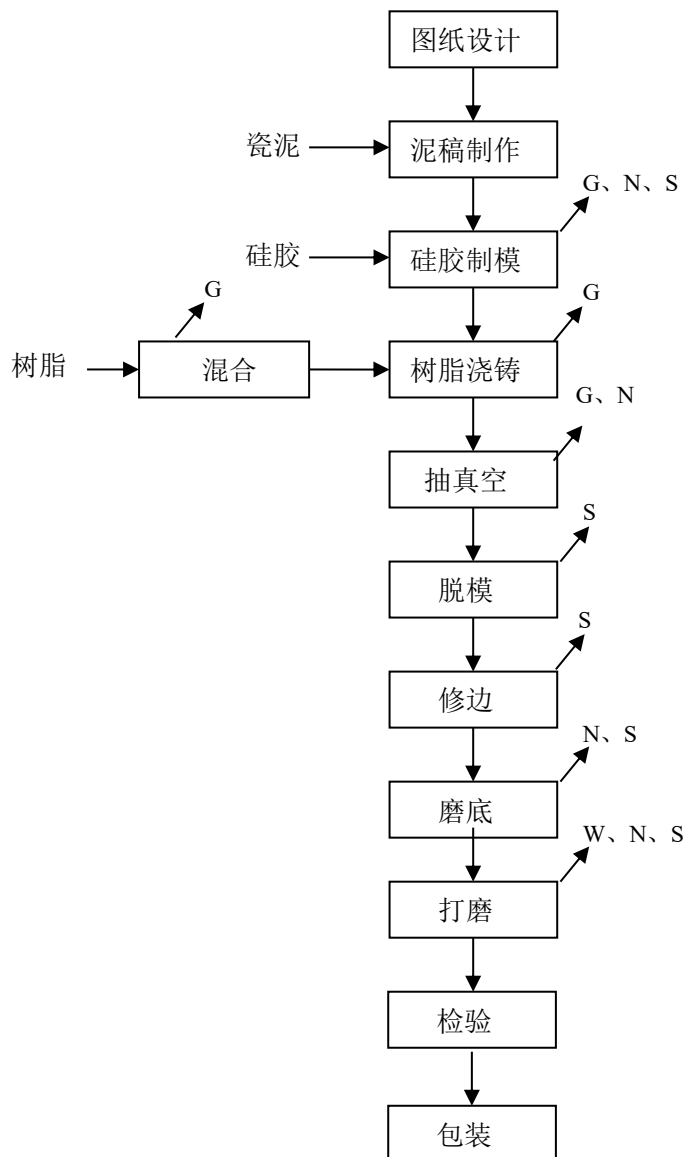 图纸设计
瓷泥
泥稿制作
G、N、S
硅胶
硅胶制模
G
G
树脂
混合
树脂浇铸
G、N
抽真空
S
脱模
S
修边
N、S
磨底
W、N、S
打磨
检验
包装